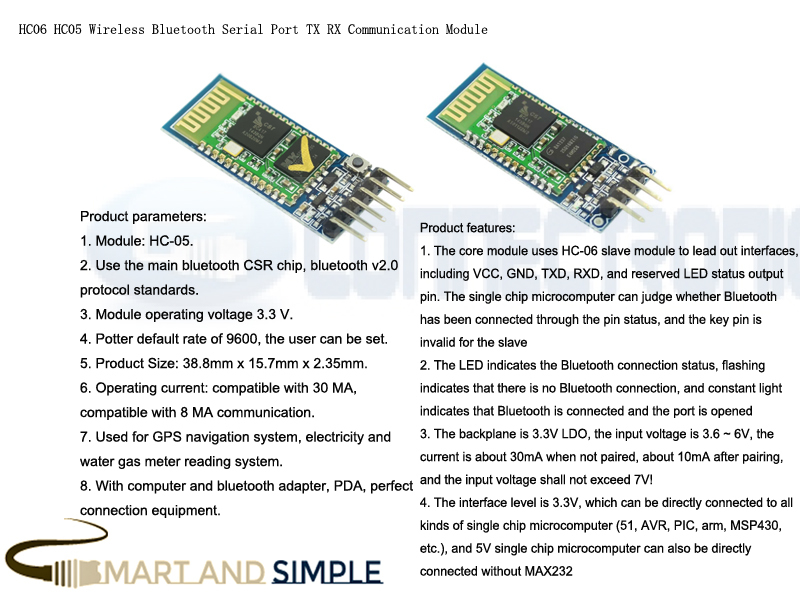 HC06 HC05 Wireless Bluetooth Serial Port TX RX Communication Module
Product parameters:
1. Module: HC-05.
2. Use the main bluetooth CSR chip, bluetooth v2.0
protocol standards.
3. Module operating voltage 3.3 V.
4. Potter default rate of 9600, the user can be set.
5. Product Size: 38.8mm x 15.7mm x 2.35mm.
6. Operating current: compatible with 30 MA,
compatible with 8 MA communication.
7. Used for GPS navigation system, electricity and
water gas meter reading system.
8. With computer and bluetooth adapter, PDA, perfect
connection equipment.
Product features:
1. The core module uses HC-06 slave module to lead out interfaces,
including VCC, GND, TXD, RXD, and reserved LED status output
pin. The single chip microcomputer can judge whether Bluetooth
has been connected through the pin status, and the key pin is
invalid for the slave
2. The LED indicates the Bluetooth connection status, flashing
indicates that there is no Bluetooth connection, and constant light
indicates that Bluetooth is connected and the port is opened
3. The backplane is 3.3V LDO, the input voltage is 3.6 ~ 6V, the
current is about 30mA when not paired, about 10mA after pairing,
and the input voltage shall not exceed 7V!
4. The interface level is 3.3V, which can be directly connected to all
kinds of single chip microcomputer (51, AVR, PIC, arm, MSP430,
etc.), and 5V single chip microcomputer can also be directly
connected without MAX232
SMART AND SIMPLE